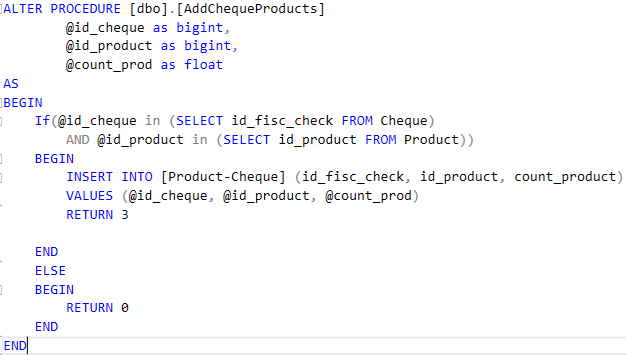 ALTER PROCEDURE [dbo].[AddChequeProducts]
        @id_cheque as bigint,
        @id_product as bigint,
        @count_prod as float
AS
BEGIN
    If(@id_cheque in (SELECT id_fisc_check FROM Cheque)
        AND @id_product in (SELECT id_product FROM Product))
    BEGIN
        INSERT INTO [Product-Cheque] (id_fisc_check, id_product, count_product)
        VALUES (@id_cheque, @id_product, @count_prod)
        RETURN 3
    END
    ELSE
    BEGIN
        RETURN 0
    END
END